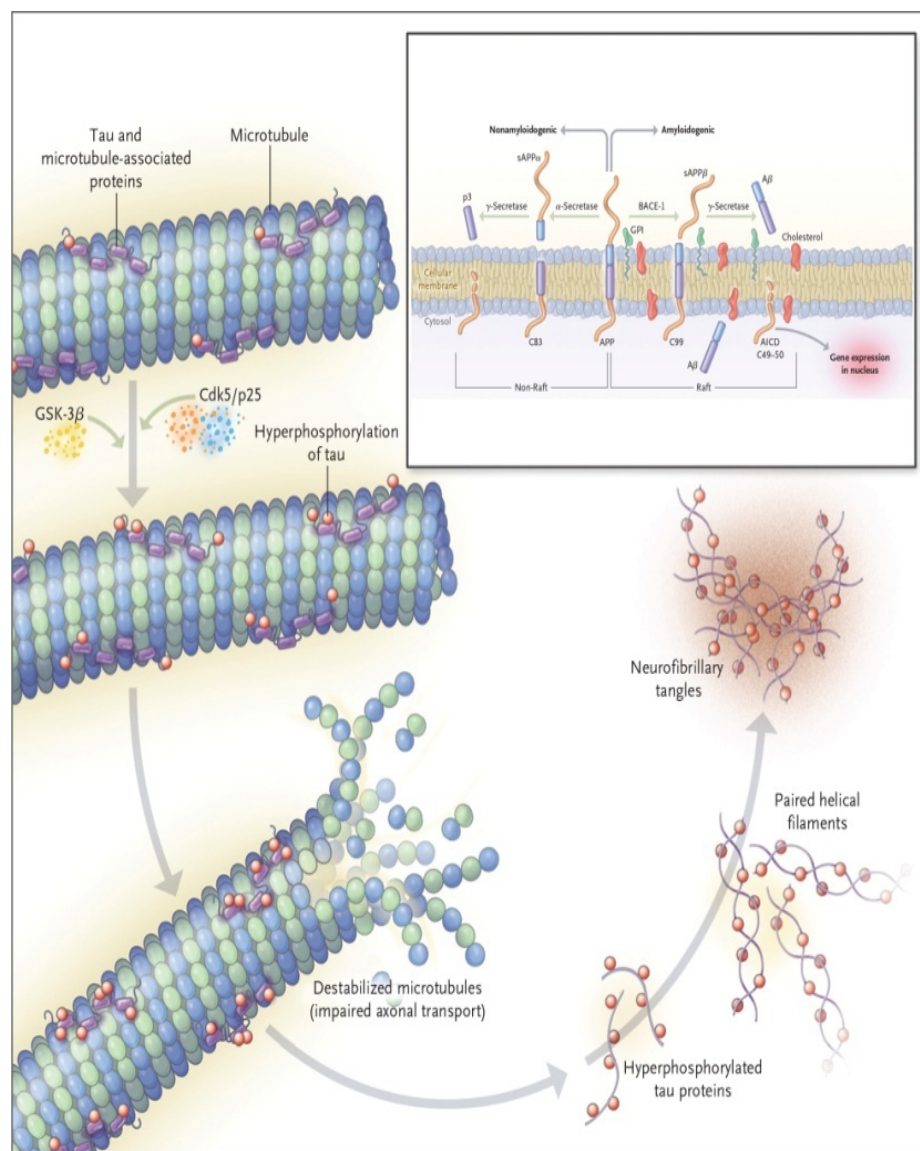 Tau and
microtubule-associated
proteins
Microtubule
GSK-3β
Cdk5/p25
Hyperphosphorylation
of tau
Destabilized microtubules
(impaired axonal transport)
Hyperphosphorylated
tau proteins
Paired helical
filaments
Neurofibrillary
tangles
Nonamyloidogenic
Amyloidogenic
sAPPα
sAPPβ
Aβ
p3
γ-Secretase
α-Secretase
BACE-1
γ-Secretase
GPI
Cholesterol
Cellular
membrane
Cytosol
C83
APP
C99
Aβ
AICD
C49–50
Gene expression
in nucleus
Non-Raft
Raft